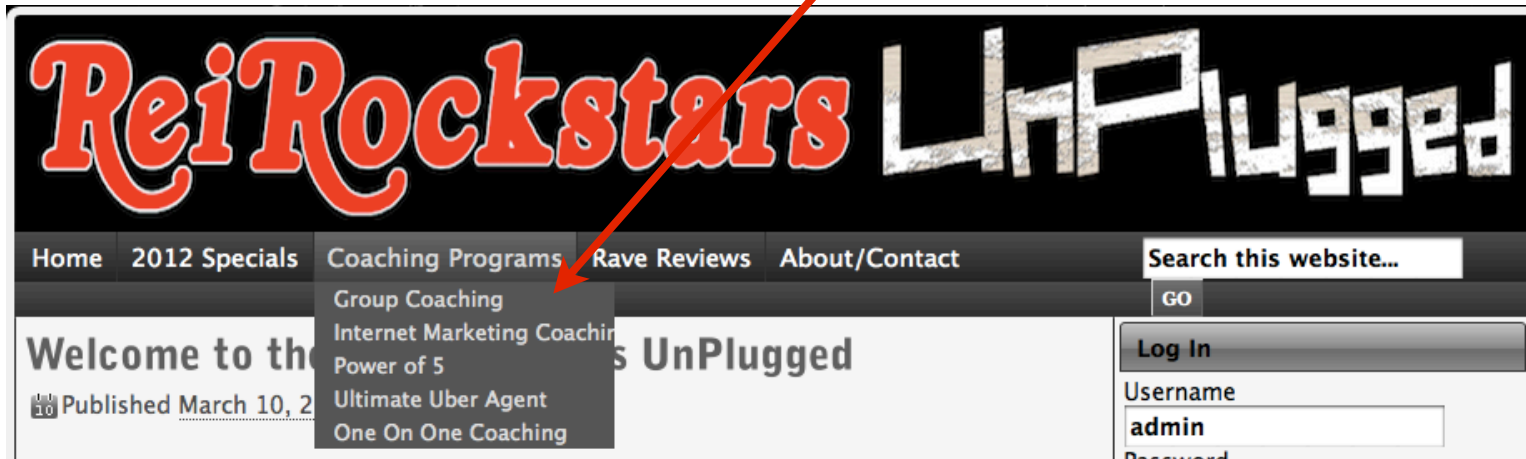 ReiRockstars UnPlugged
Home 2012 Specials Coaching Programs Rave Reviews About/Contact Search this website...
GO
Group Coaching
Internet Marketing Coachin
Power of 5
Ultimate Uber Agent
One On One Coaching
Welcome to the s UnPlugged
10 Published March 10, 2
Log In
Username
admin
Password